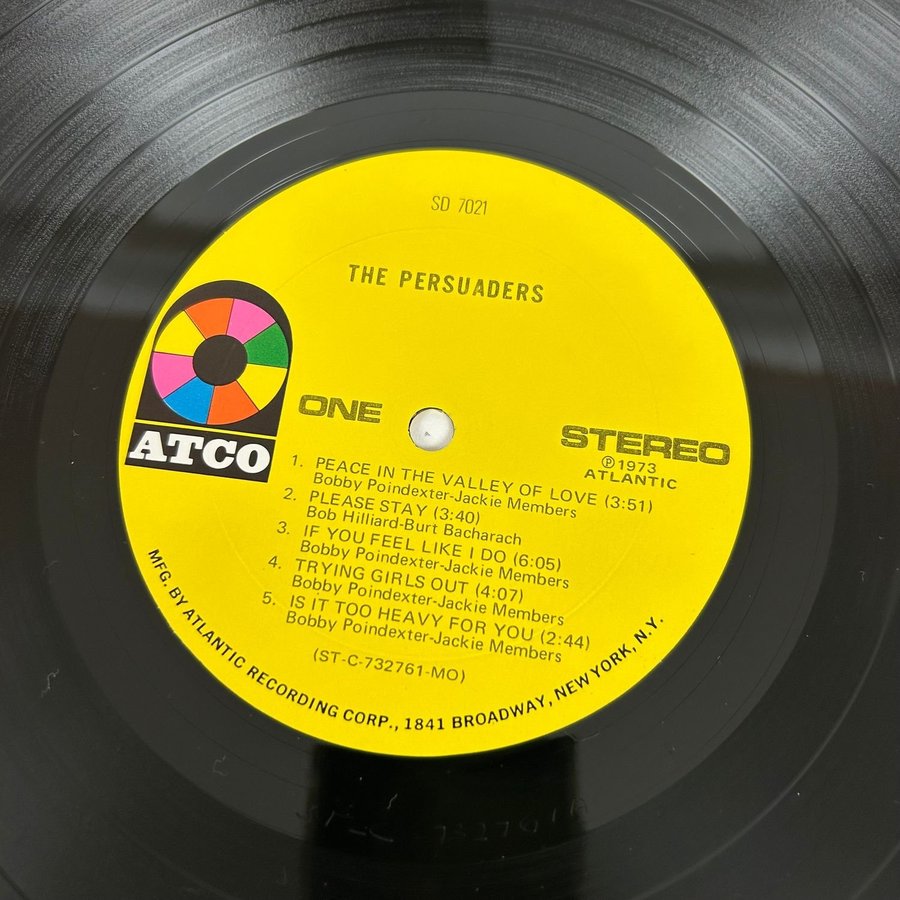 SD 7021
THE PERSUADERS
ATCO
ONE
STEREO
℗1973
ATLANTIC
1. PEACE IN THE VALLEY OF LOVE (3:51)
Bobby Poindexter-Jackie Members
2. PLEASE STAY (3:40)
Bob Hilliard-Burt Bacharach
3. IF YOU FEEL LIKE I DO (6:05)
Bobby Poindexter-Jackie Members
4. TRYING GIRLS OUT (4:07)
Bobby Poindexter-Jackie Members
5. IS IT TOO HEAVY FOR YOU (2:44)
Bobby Poindexter-Jackie Members
(ST-C-732761-MO)
MFG. BY ATLANTIC RECORDING CORP., 1841 BROADWAY, NEW YORK, N.Y.